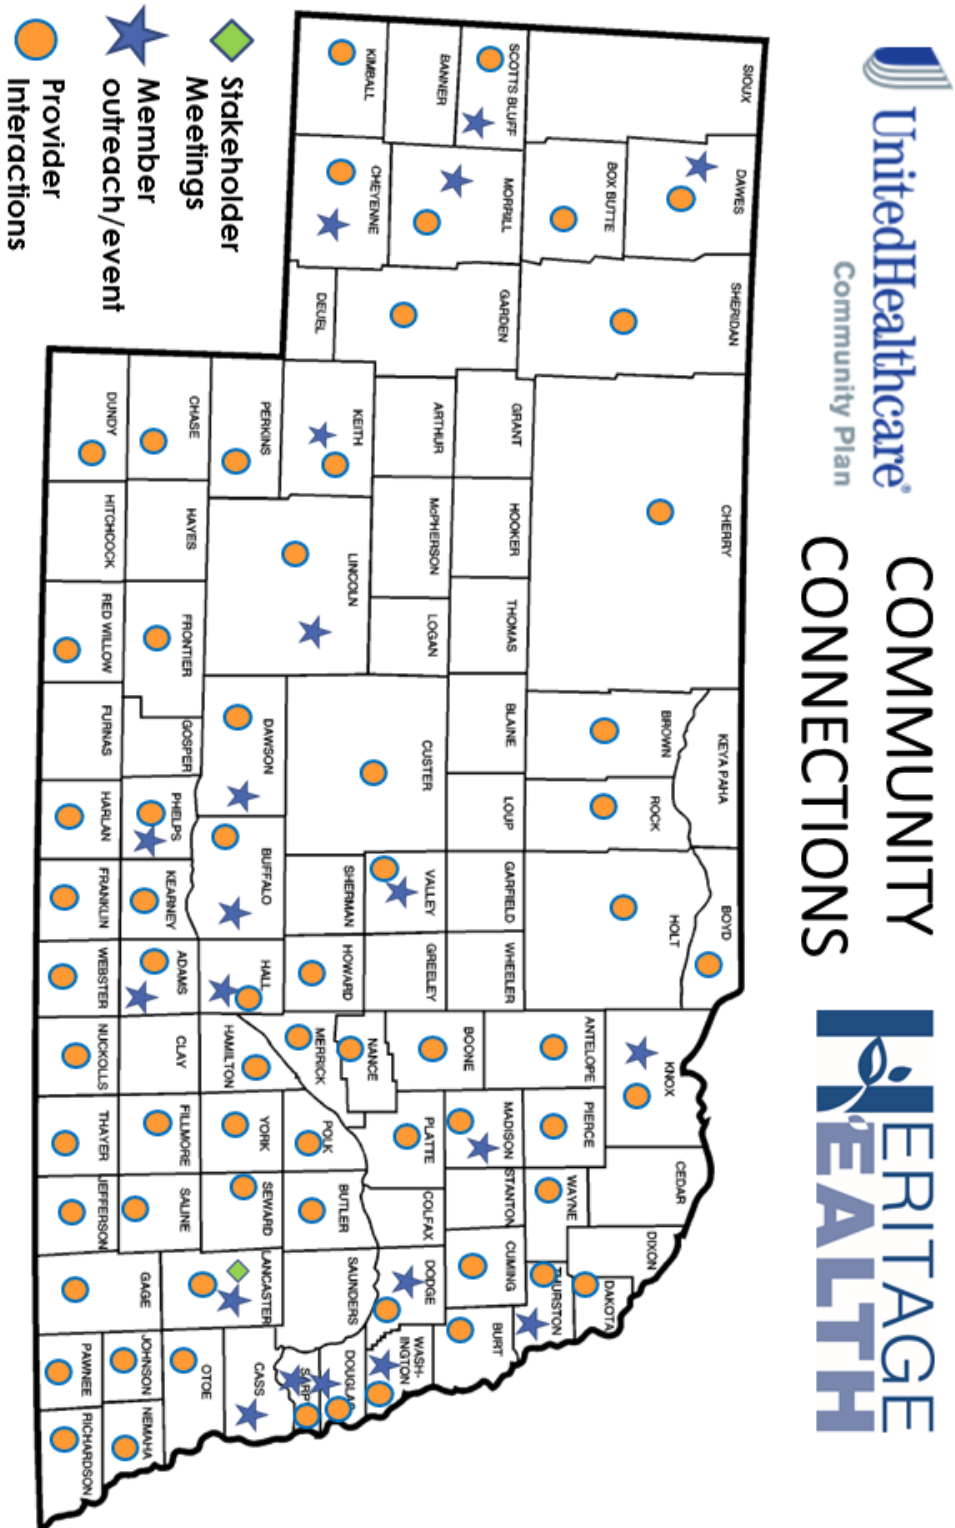 UnitedHealthcare®
Community Plan
COMMUNITY
CONNECTIONS
HERITAGE
HEALTH
SIOUX
DAWES
SHERIDAN
CHERRY
KEYA PAHA
BOYD
BOX BUTTE
BROWN
ROCK
HOLT
KNOX
CEDAR
DIXON
DAKOTA
SCOTTS BLUFF
MORRILL
GARDEN
GRANT
HOOKER
THOMAS
BLAINE
LOUP
GARFIELD
WHEELER
ANTELOPE
PIERCE
WAYNE
THURSTON
BANNER
ARTHUR
McPHERSON
LOGAN
CUSTER
VALLEY
GREELEY
BOONE
MADISON
STANTON
CUMING
BURT
KIMBALL
CHEYENNE
DEUEL
KEITH
LINCOLN
SHERMAN
HOWARD
NANCE
MERRICK
PLATTE
COLFAX
DODGE
WASH-
INGTON
PERKINS
DAWSON
BUFFALO
HALL
HAMILTON
POLK
YORK
BUTLER
SEWARD
SAUNDERS
LANCASTER
DOUGLAS
SARPY
CASS
CHASE
HAYES
FRONTIER
GOSPER
PHELPS
KEARNEY
ADAMS
CLAY
FILLMORE
SALINE
GAGE
OTOE
JOHNSON
NEMAHA
DUNDY
HITCHCOCK
RED WILLOW
FURNAS
HARLAN
FRANKLIN
WEBSTER
NUCKOLLS
THAYER
JEFFERSON
PAWNEE
RICHARDSON
Stakeholder
Meetings
Member
outreach/event
Provider
Interactions